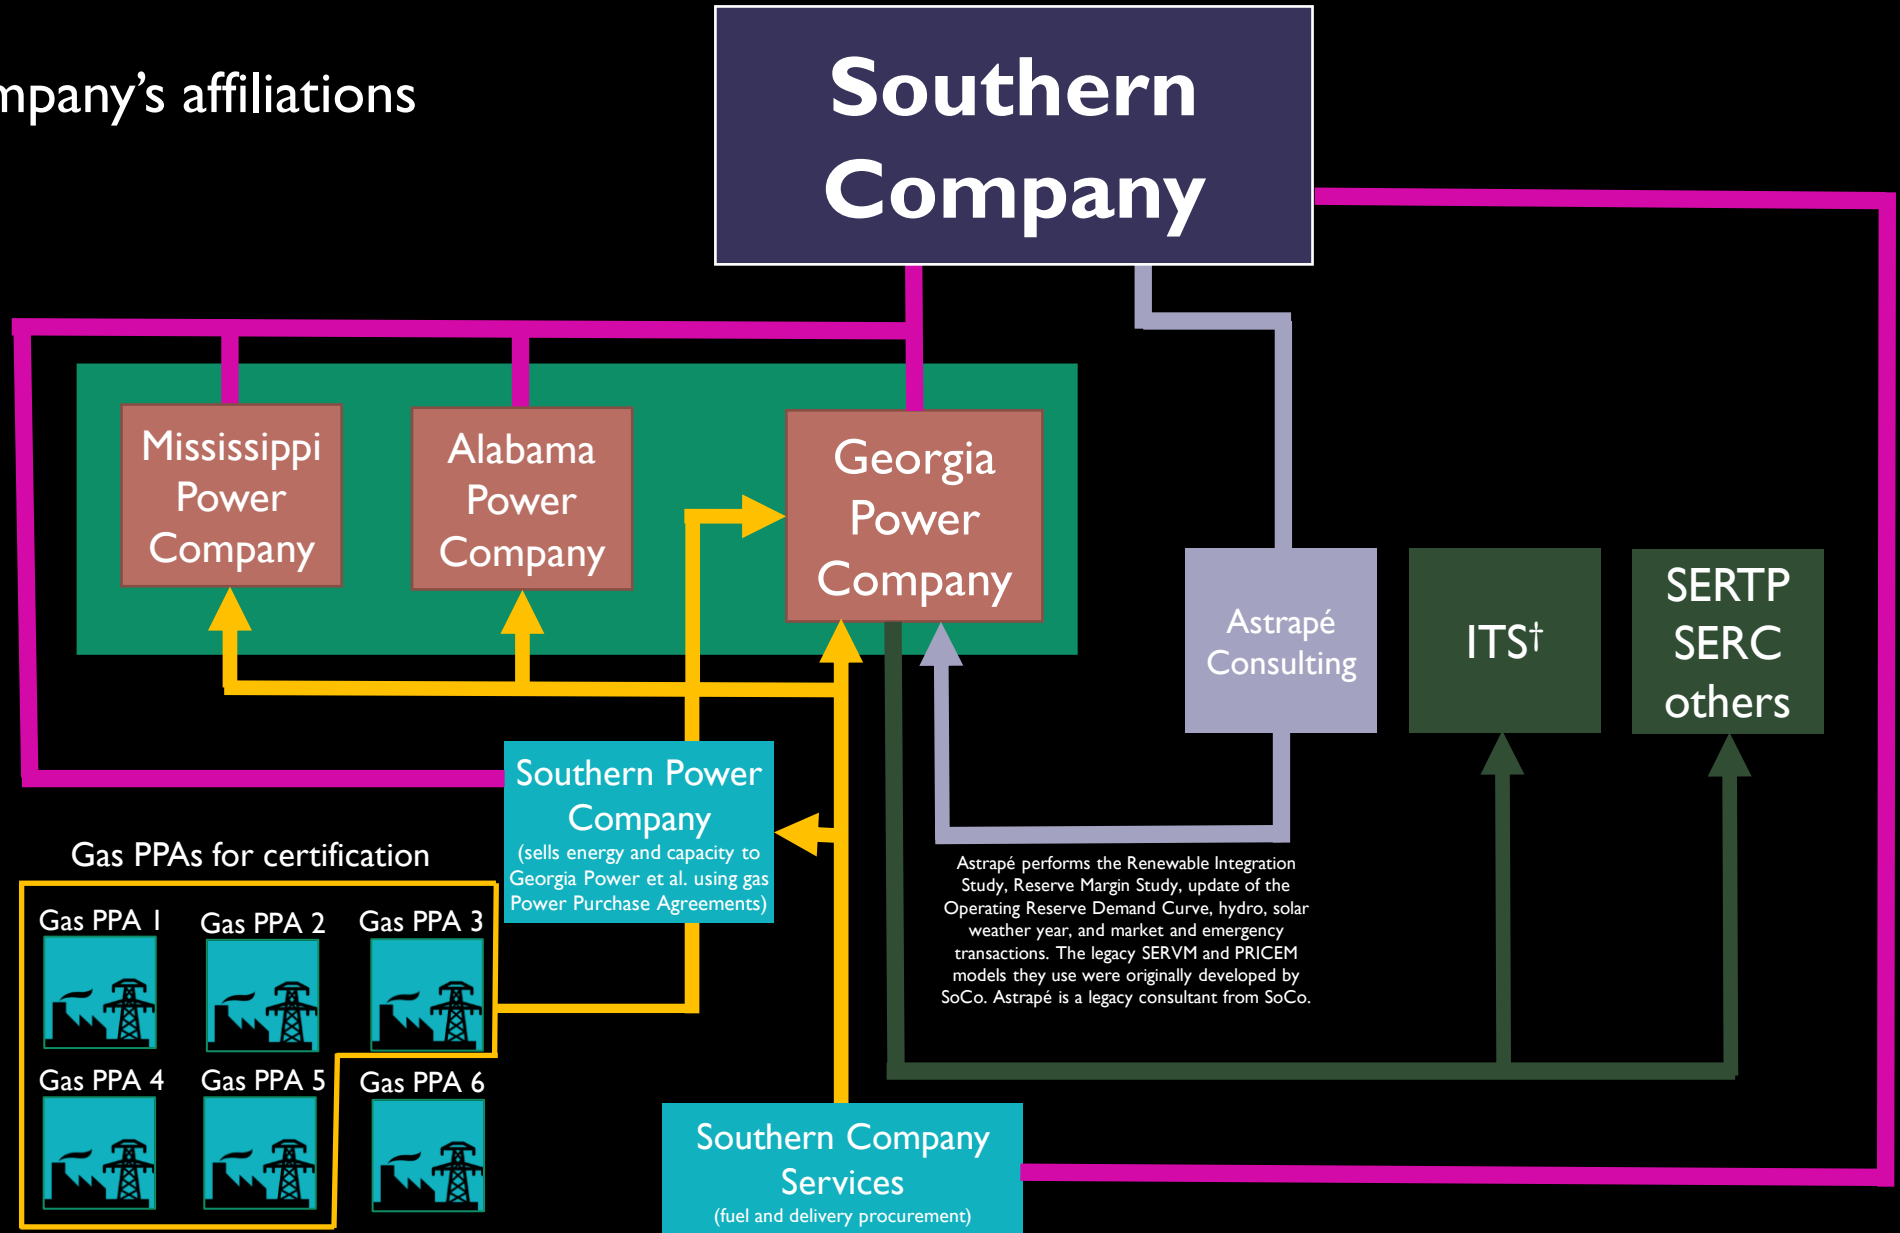 mpany’s affiliations
Southern
Company
Mississippi
Power
Company
Alabama
Power
Company
Georgia
Power
Company
Astrapé
Consulting
ITS†
SERTP
SERC
others
Southern Power
Company
(sells energy and capacity to
Georgia Power et al. using gas
Power Purchase Agreements)
Gas PPAs for certification
Gas PPA 1
Gas PPA 2
Gas PPA 3
Gas PPA 4
Gas PPA 5
Gas PPA 6
Astrapé performs the Renewable Integration
Study, Reserve Margin Study, update of the
Operating Reserve Demand Curve, hydro, solar
weather year, and market and emergency
transactions. The legacy SERVM and PRICEM
models they use were originally developed by
SoCo. Astrapé is a legacy consultant from SoCo.
Southern Company
Services
(fuel and delivery procurement)